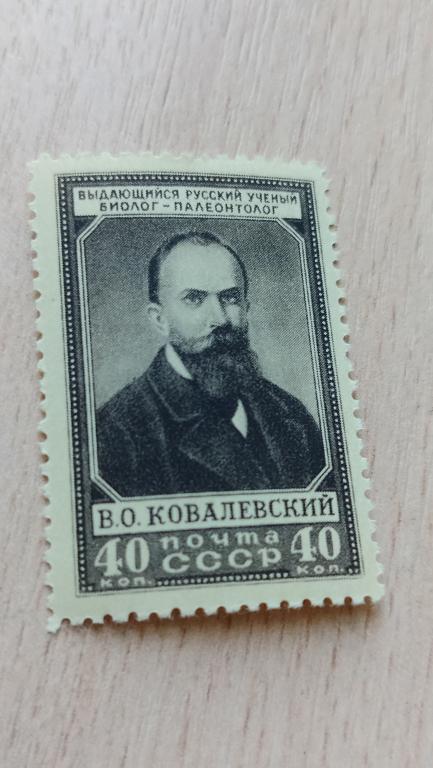 ВЫДАЮЩИЙСЯ РУССКИЙ УЧЕНЫЙ
БИОЛОГ-ПАЛЕОНТОЛОГ
В.О. КОВАЛЕВСКИЙ
40 почта 40
КОП. СССР КОП.